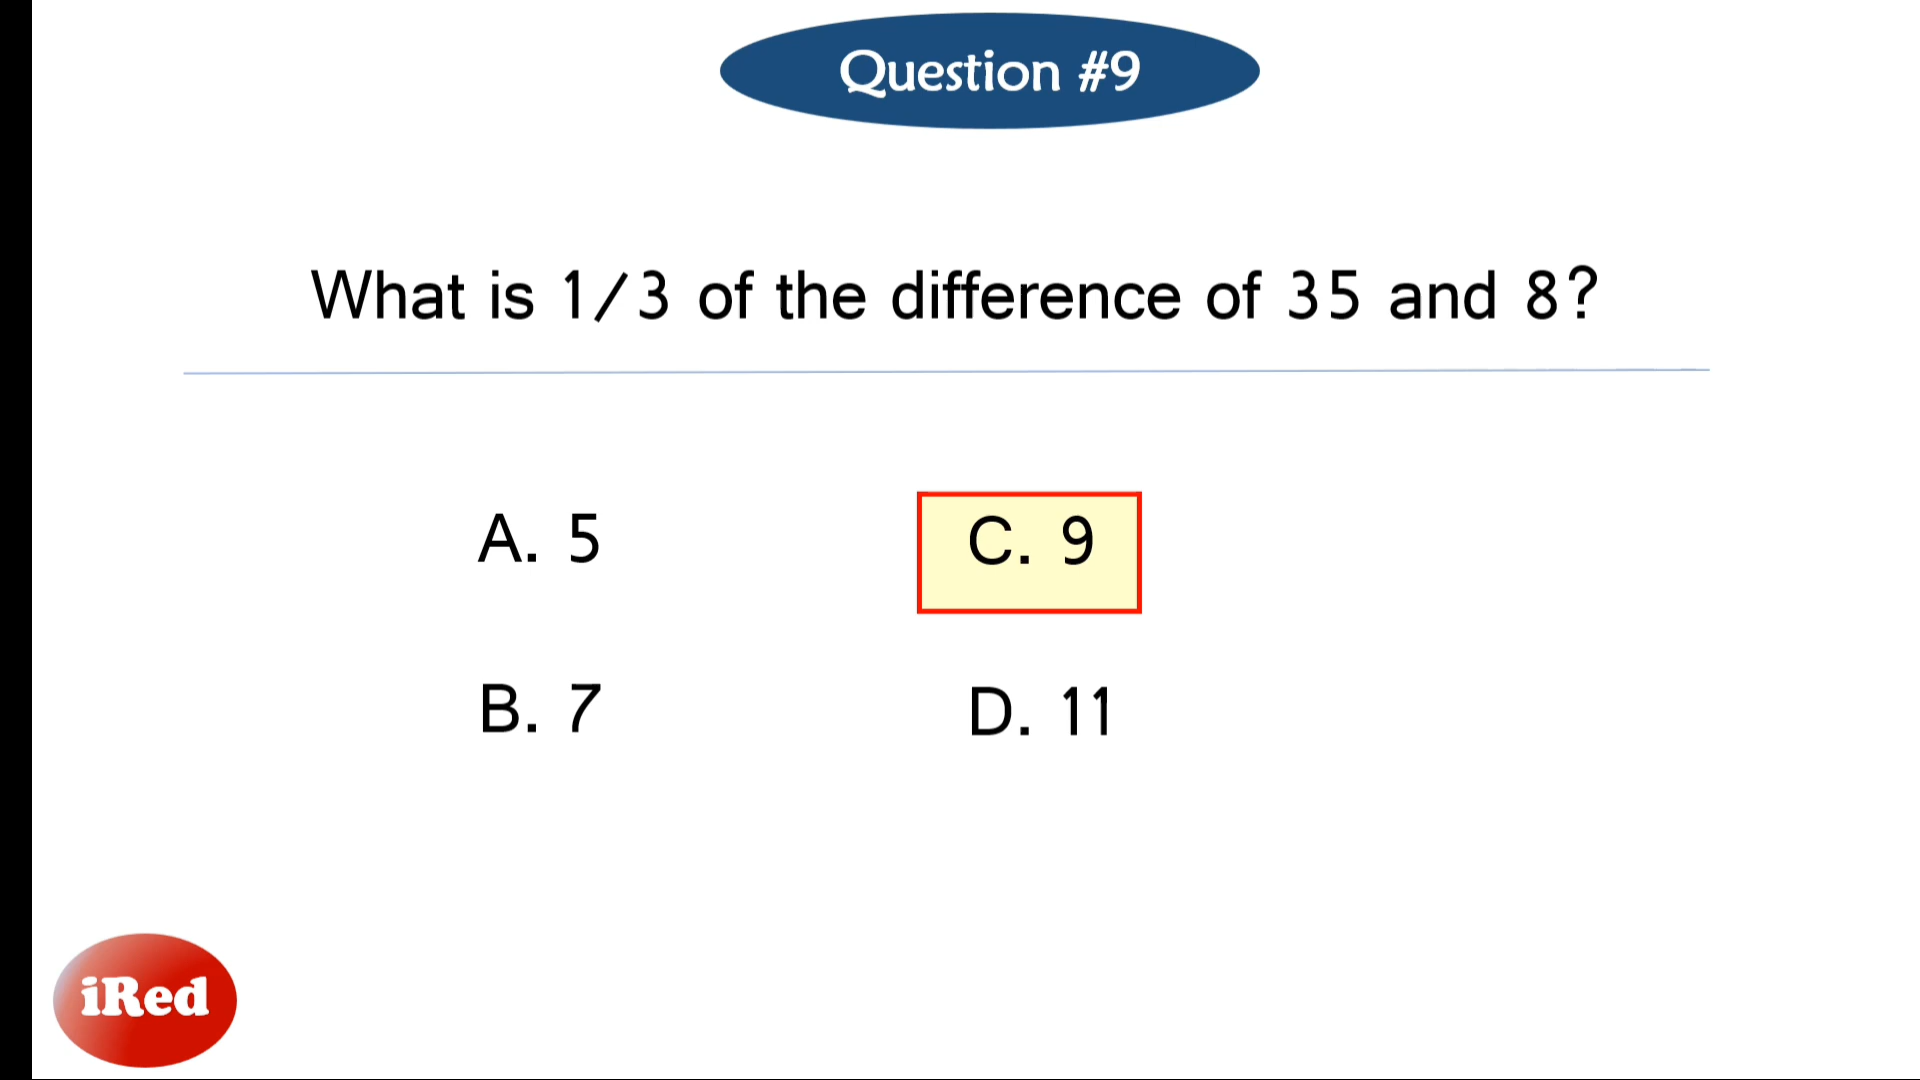 Question #9
What is 1/3 of the difference of 35 and 8?
A. 5
C. 9
B. 7
D. 11
iRed